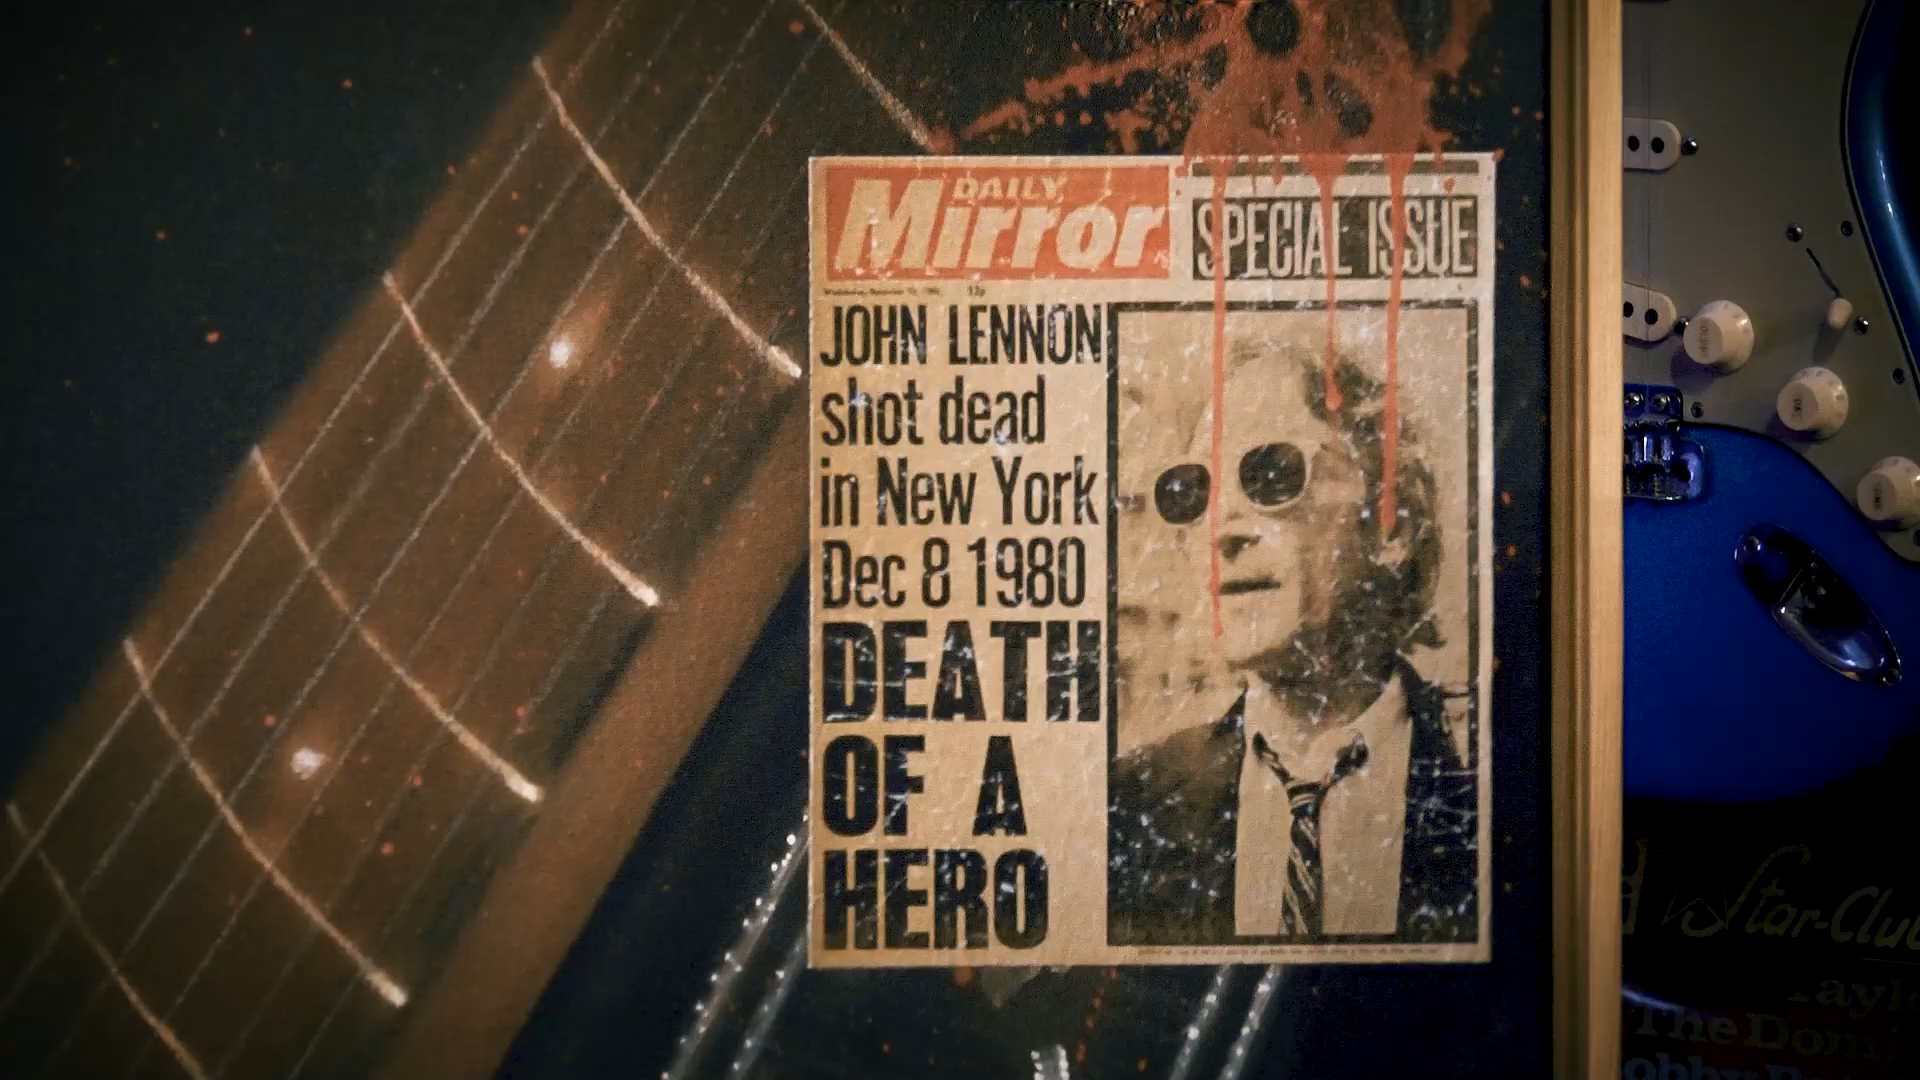 DAILY
Mirror
SPECIAL ISSUE
JOHN LENNON
shot dead
in New York
Dec 8 1980
DEATH
OF A
HERO
Star-Club
The